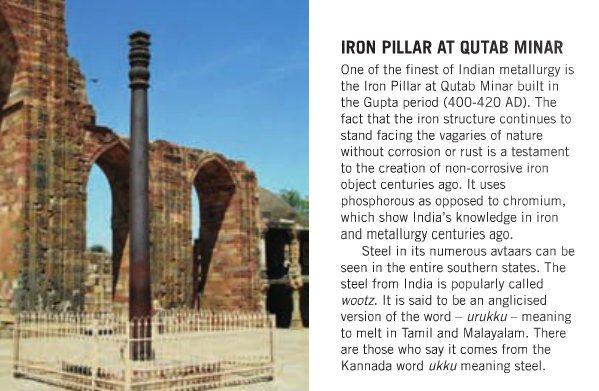 IRON PILLAR AT QUTAB MINAR
One of the finest of Indian metallurgy is
the Iron Pillar at Qutab Minar built in
the Gupta period (400-420 AD). The
fact that the iron structure continues to
stand facing the vagaries of nature
without corrosion or rust is a testament
to the creation of non-corrosive iron
object centuries ago. It uses
phosphorous as opposed to chromium,
which show India's knowledge in iron
and metallurgy centuries ago.
Steel in its numerous avtaars can be
seen in the entire southern states. The
steel from India is popularly called
wootz. It is said to be an anglicised
version of the word – urukku – meaning
to melt in Tamil and Malayalam. There
are those who say it comes from the
Kannada word ukku meaning steel.